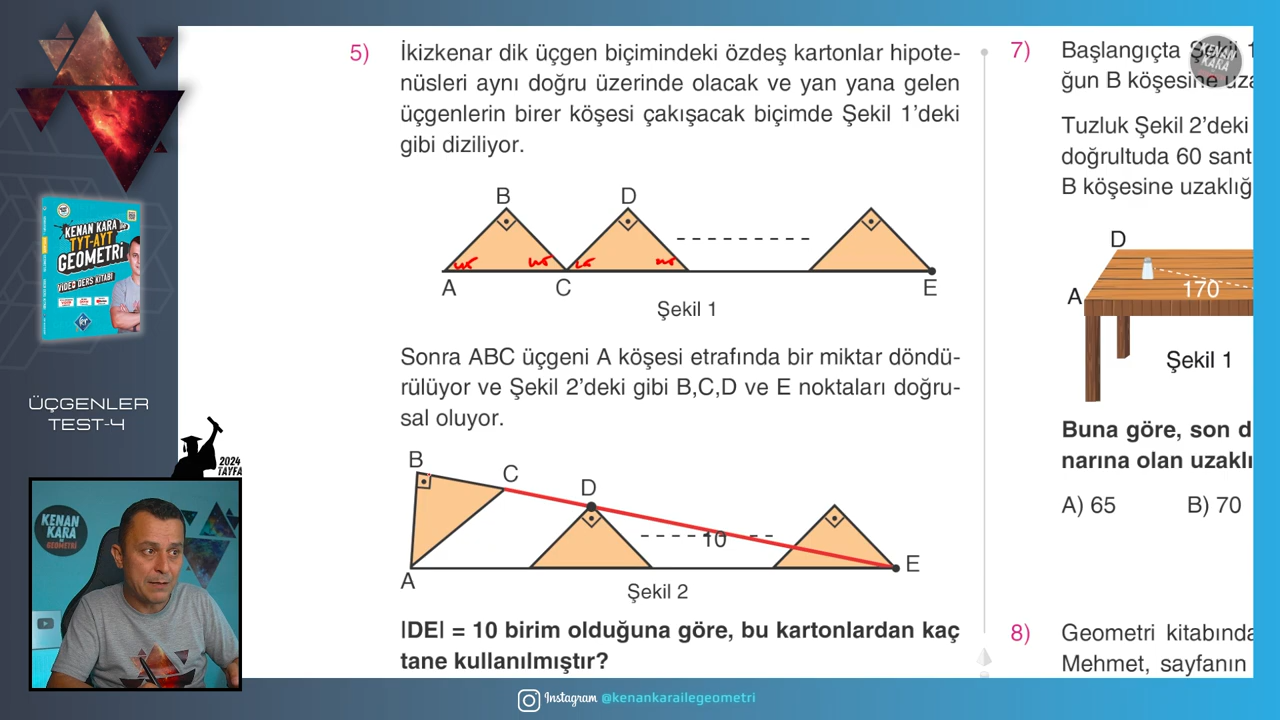 5)
İkizkenar dik üçgen biçimindeki özdeş kartonlar hipote-
nüsleri aynı doğru üzerinde olacak ve yan yana gelen
üçgenlerin birer köşesi çakışacak biçimde Şekil 1'deki
gibi diziliyor.
B
D
A
C
E
Şekil 1
Sonra ABC üçgeni A köşesi etrafında bir miktar döndü-
rülüyor ve Şekil 2'deki gibi B,C,D ve E noktaları doğru-
sal oluyor.
B
C
D
10
E
A
Şekil 2
|DE| = 10 birim olduğuna göre, bu kartonlardan kaç
tane kullanılmıştır?
7)
Başlangıçta
ğun B köşesine
Tuzluk Şekil 2'deki
doğrultuda 60 sant
B köşesine uzaklığ
D
A
170
Şekil 1
Buna göre, son d
narına olan uzaklı
A) 65 B) 70
8)
Geometri kitabında
Mehmet, sayfanın
KENAN
KARA
KENAN KARA
TYT-AYT
GEOMETRİ
VİDEO DERS KİTABI
ÜÇGENLER
TEST-4
2024
TAYFA
KENAN
KARA
GEOMETRİ
Instagram @kenankarailegeometri